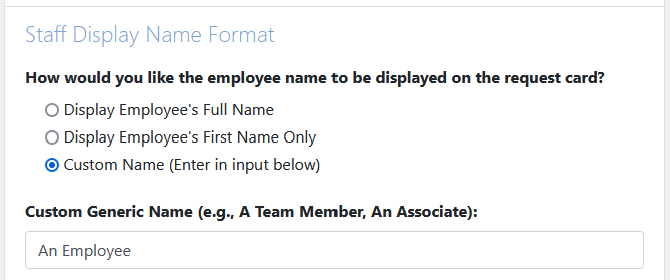 Staff Display Name Format
How would you like the employee name to be displayed on the request card?
Display Employee's Full Name
Display Employee's First Name Only
Custom Name (Enter in input below)
Custom Generic Name (e.g., A Team Member, An Associate):
An Employee